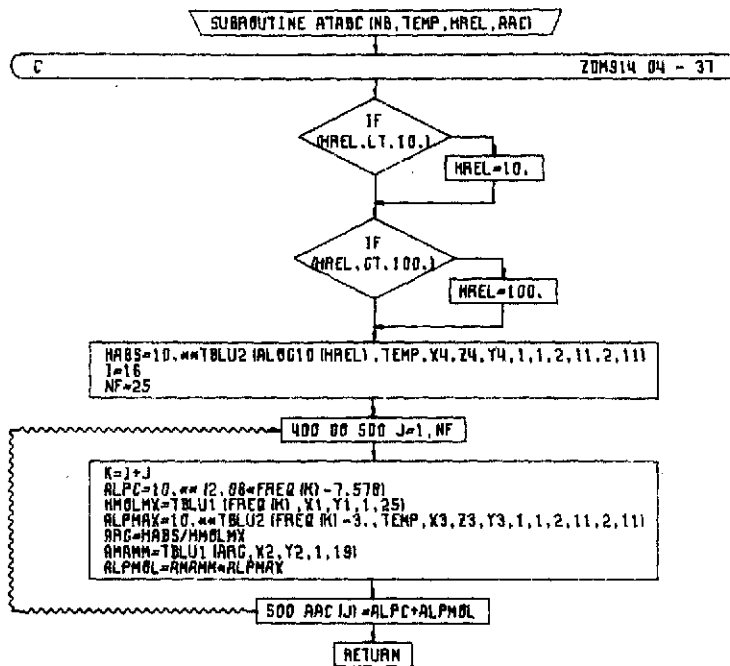 SUBROUTINE ATABC (NB, TEMP, HREL, AAC)
C ZDM914 04 - 37
IF
(HREL.LT.10.)
HREL=10.
IF
(HREL.GT.100.)
HREL=100.
HABS=10.**TBLU2 (ALOG10 (HREL), TEMP, X4, Z4, Y4, 1, 1, 2, 11, 2, 11)
I=16
NF=25
400 DO 500 J=1, NF
K=I+J
ALPC=10.** (2.08*FREQ (K) -7.578)
HMOLMX=TBLU1 (FREQ (K), X1, Y1, 1, 25)
ALPMAX=10.**TBLU2 (FREQ (K) -3., TEMP, X3, Z3, Y3, 1, 1, 2, 11, 2, 11)
ARG=HABS/HMOLMX
AMAMM=TBLU1 (ARG, X2, Y2, 1, 19)
ALPMOL=AMAMM*ALPMAX
500 AAC (J) =ALPC+ALPMOL
RETURN